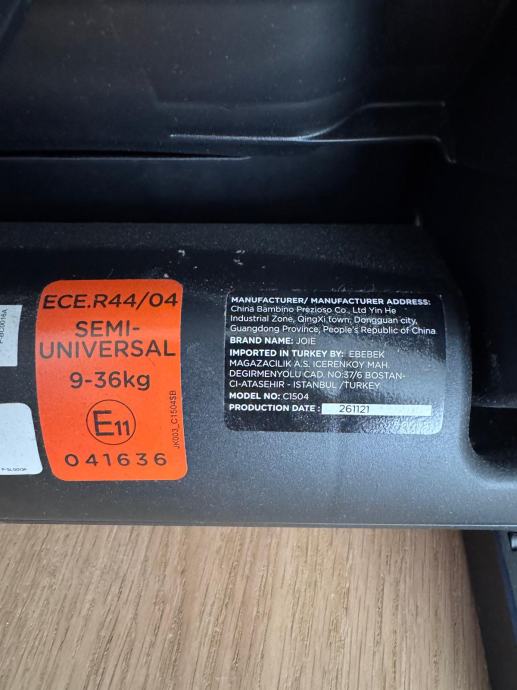 ECE.R44/04
SEMI-
UNIVERSAL
9-36kg
E11
041636
JK003_C1504SB
MANUFACTURER/ MANUFACTURER ADDRESS:
China Bambino Prezioso Co., Ltd Yin He
Industrial Zone, QingXi town, Dongguan city,
Guangdong Province, People's Republic of China
BRAND NAME: JOIE
IMPORTED IN TURKEY BY: EBEBEK
MAGAZACILIK A.S. ICERENKOY MAH.
DEGIRMENYOLU CAD. NO:37/6 BOSTAN-
CI-ATASEHIR - ISTANBUL /TURKEY
MODEL NO: C1504
PRODUCTION DATE : 261121